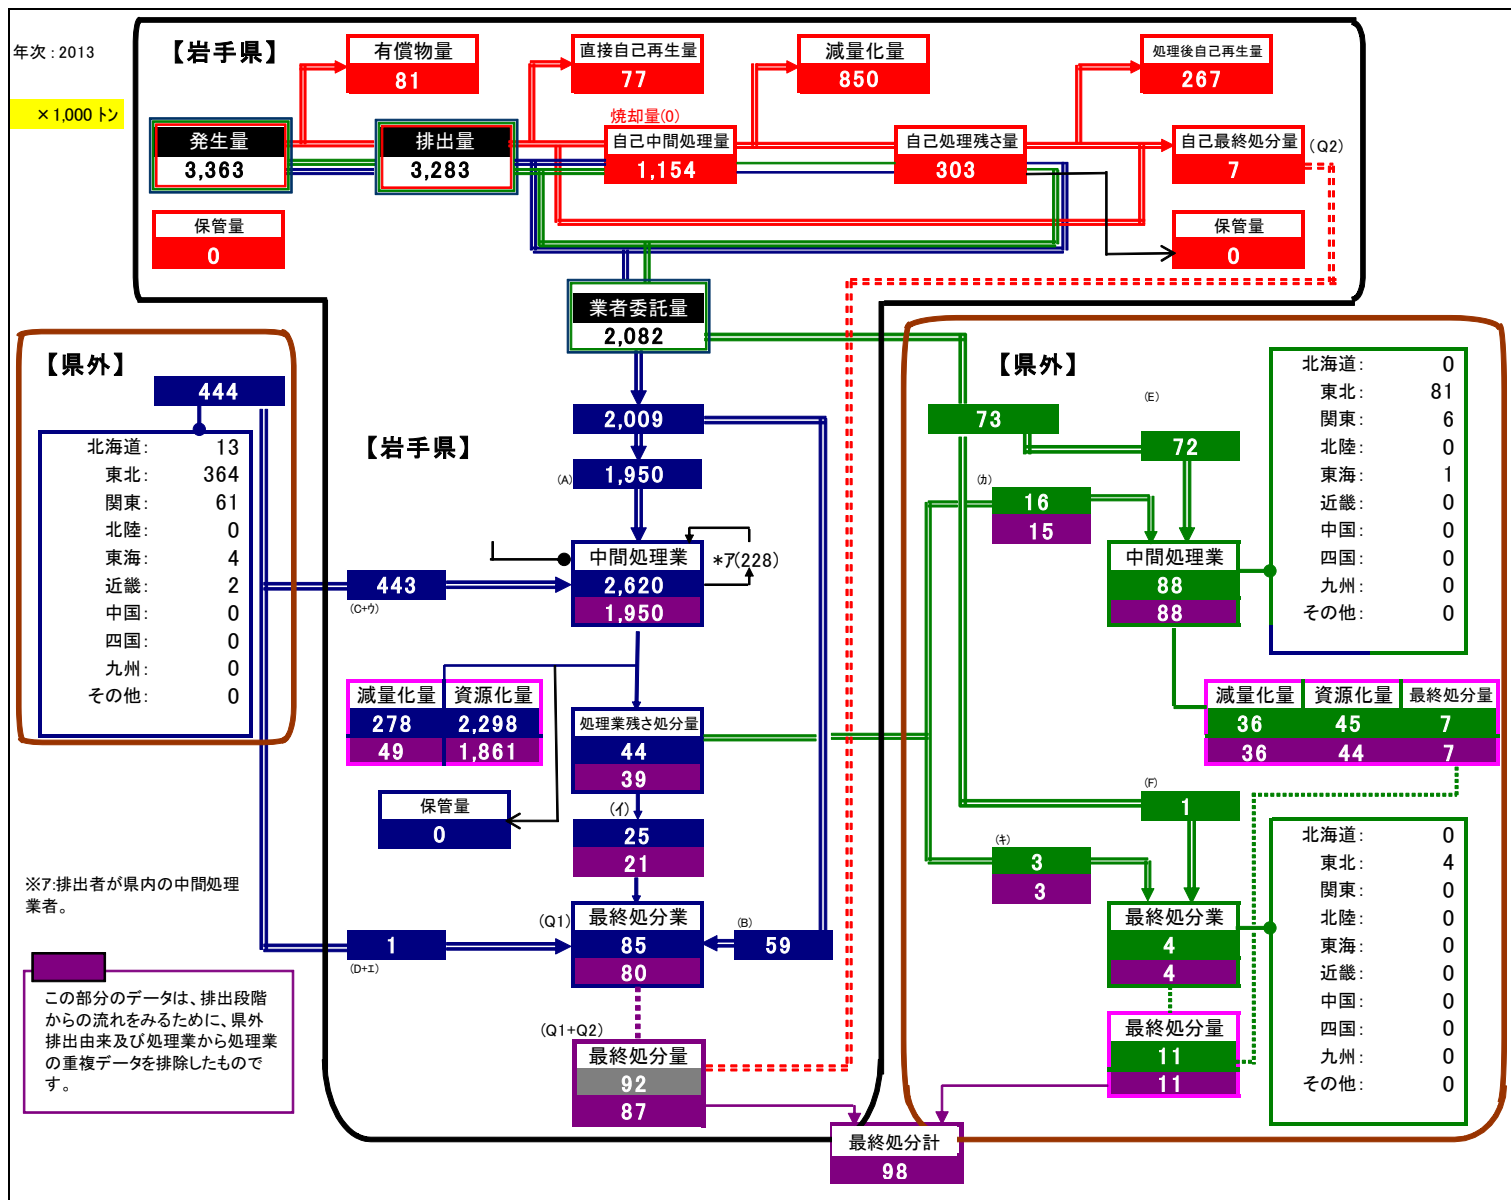 年次：2013
×1,000 トン
【岩手県】
有償物量
81
直接自己再生量
77
減量化量
850
処理後自己再生量
267
発生量
3,363
排出量
3,283
焼却量(0)
自己中間処理量
1,154
自己処理残さ量
303
自己最終処分量
7
(Q2)
保管量
0
保管量
0
業者委託量
2,082
【県外】
444
北海道: 13
東北: 364
関東: 61
北陸: 0
東海: 4
近畿: 2
中国: 0
四国: 0
九州: 0
その他: 0
【岩手県】
2,009
(A)
1,950
中間処理業
2,620
1,950
*ア(228)
443
(C+ウ)
減量化量
資源化量
278
2,298
49
1,861
処理業残さ処分量
44
39
保管量
0
(イ)
25
21
(Q1)
最終処分業
85
80
(B)
59
1
(D+エ)
(Q1+Q2)
最終処分量
92
87
※ア:排出者が県内の中間処理
業者。
この部分のデータは、排出段階
からの流れをみるために、県外
排出由来及び処理業から処理業
の重複データを排除したもので
す。
【県外】
73
(E)
72
(カ)
16
15
中間処理業
88
88
北海道: 0
東北: 81
関東: 6
北陸: 0
東海: 1
近畿: 0
中国: 0
四国: 0
九州: 0
その他: 0
減量化量
資源化量
最終処分量
36
45
7
36
44
7
(F)
1
(キ)
3
3
最終処分業
4
4
北海道: 0
東北: 4
関東: 0
北陸: 0
東海: 0
近畿: 0
中国: 0
四国: 0
九州: 0
その他: 0
最終処分量
11
11
最終処分計
98